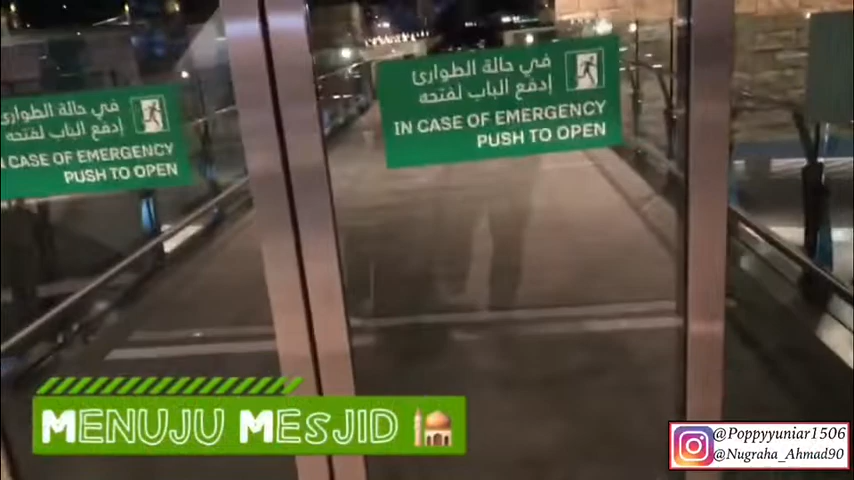 في حالة الطوارئ
إدفع الباب لفتحه
CASE OF EMERGENCY
PUSH TO OPEN
في حالة الطوارئ
إدفع الباب لفتحه
IN CASE OF EMERGENCY
PUSH TO OPEN
MENUJU MESJID
@Poppyyuniar1506
@Nugraha_Ahmad90